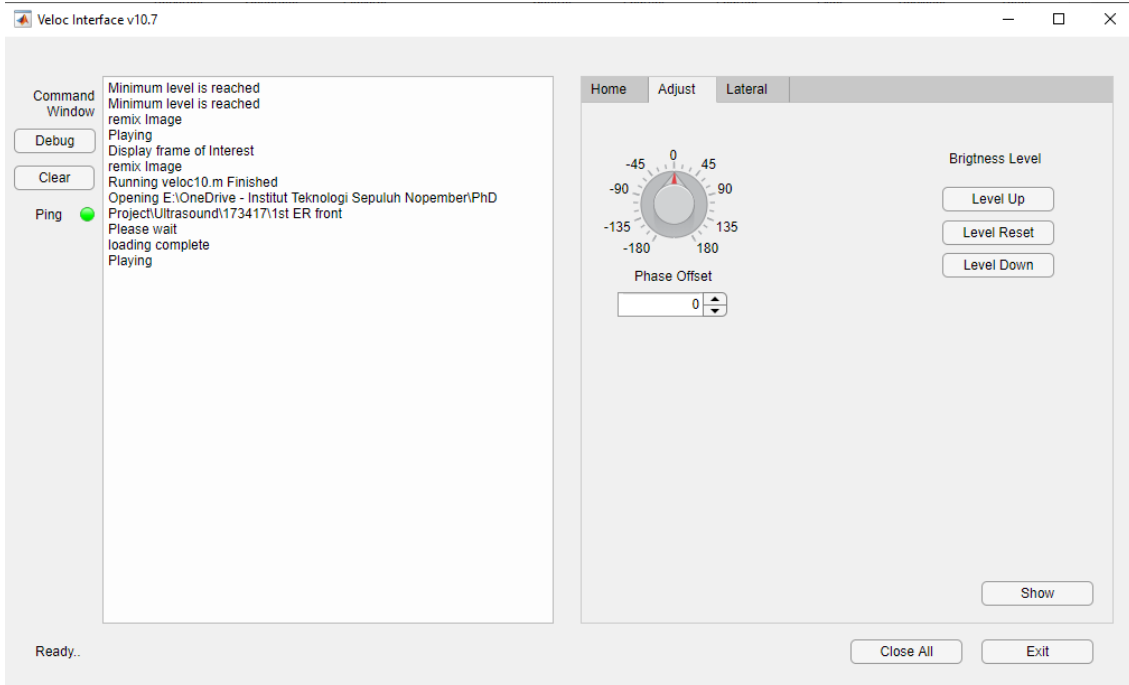 Veloc Interface v10.7
Command
Window
Debug
Clear
Ping
Minimum level is reached
Minimum level is reached
remix Image
Playing
Display frame of Interest
remix Image
Running veloc10.m Finished
Opening E:\OneDrive - Institut Teknologi Sepuluh Nopember\PhD
Project\Ultrasound\173417\1st ER front
Please wait
loading complete
Playing
Home Adjust Lateral
0
-45 45
-90 90
-135 135
-180 180
Phase Offset
0
Brigtness Level
Level Up
Level Reset
Level Down
Show
Ready..
Close All Exit